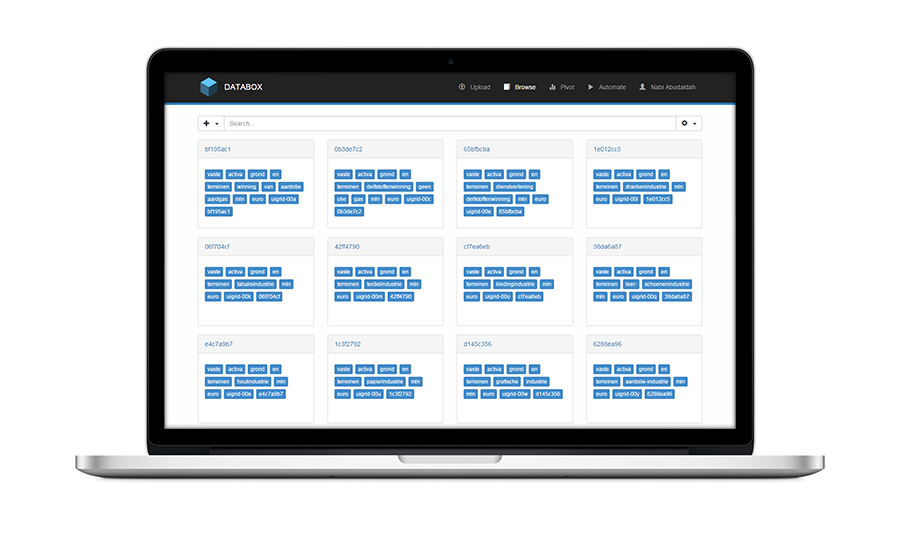 DATABOX Upload Browse Pivot Automate Nabi Abudaldah
Search...
bf195ac1
vaste activa grond en
terreinen winning van aardolie
aardgas mln euro uigrid-00a
bf195ac1
0b3de7c2
vaste activa grond en
terreinen delfstoffenwinning geen
olie gas mln euro uigrid-00c
0b3de7c2
65bfbcba
vaste activa grond en
terreinen dienstverlening
delfstoffenwinning mln euro
uigrid-00e 65bfbcba
1e012cc5
vaste activa grond en
terreinen drankenindustrie mln
euro uigrid-00i 1e012cc5
06f704cf
vaste activa grond en
terreinen tabaksindustrie mln
euro uigrid-00k 06f704cf
42ff4790
vaste activa grond en
terreinen textielindustrie mln
euro uigrid-00m 42ff4790
cf7ea6eb
vaste activa grond en
terreinen kledingindustrie mln
euro uigrid-00o cf7ea6eb
38da6a87
vaste activa grond en
terreinen leer- schoenenindustrie
mln euro uigrid-00q 38da6a87
e4c7a9b7
vaste activa grond en
terreinen houtindustrie mln
euro uigrid-00s e4c7a9b7
1c3f2792
vaste activa grond en
terreinen papierindustrie mln
euro uigrid-00u 1c3f2792
d145c356
vaste activa grond en
terreinen grafische industrie
mln euro uigrid-00w d145c356
6288ea96
vaste activa grond en
terreinen aardolie-industrie mln
euro uigrid-00y 6288ea96